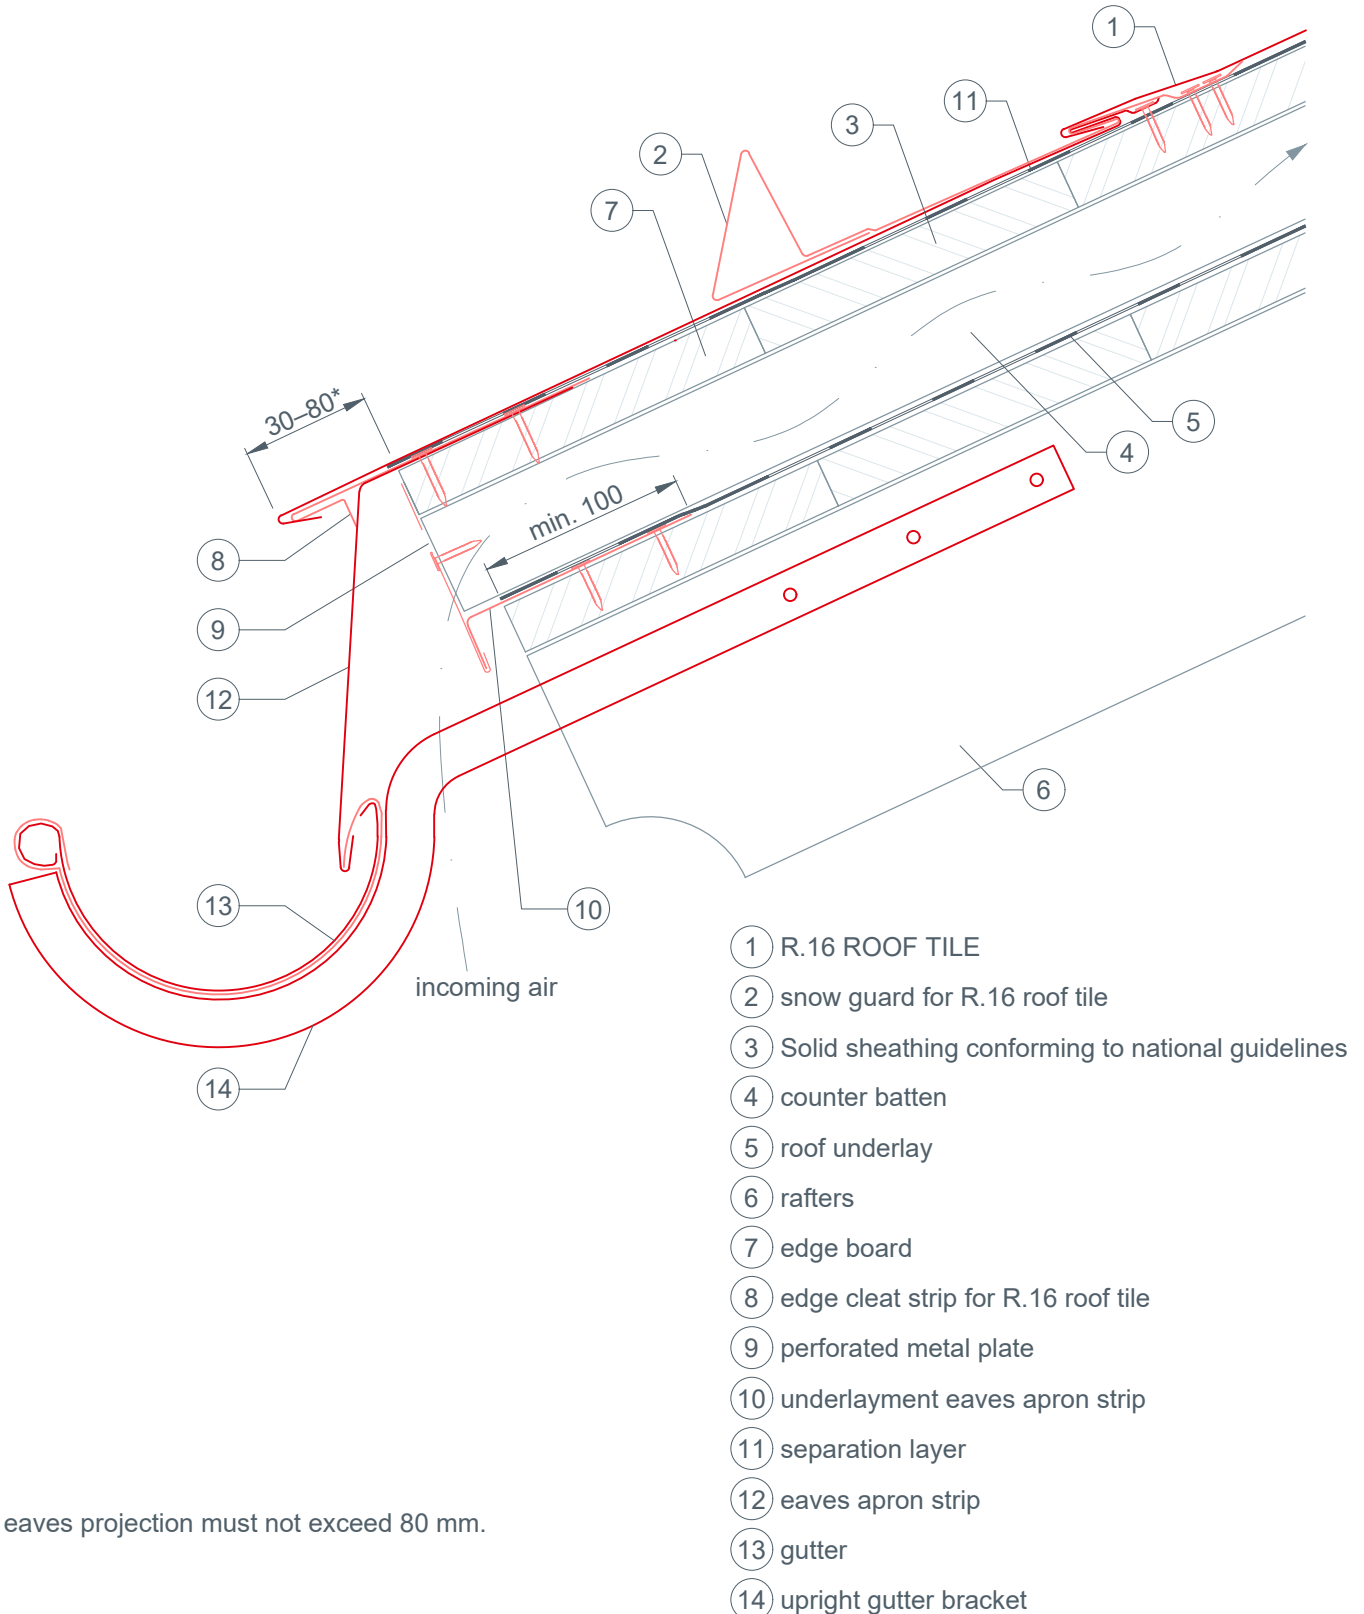 1
11
3
2
7
30–80*
5
4
min. 100
8
9
12
6
13
10
incoming air
14
1 R.16 ROOF TILE
2 snow guard for R.16 roof tile
3 Solid sheathing conforming to national guidelines
4 counter batten
5 roof underlay
6 rafters
7 edge board
8 edge cleat strip for R.16 roof tile
9 perforated metal plate
10 underlayment eaves apron strip
11 separation layer
12 eaves apron strip
eaves projection must not exceed 80 mm.
13 gutter
14 upright gutter bracket